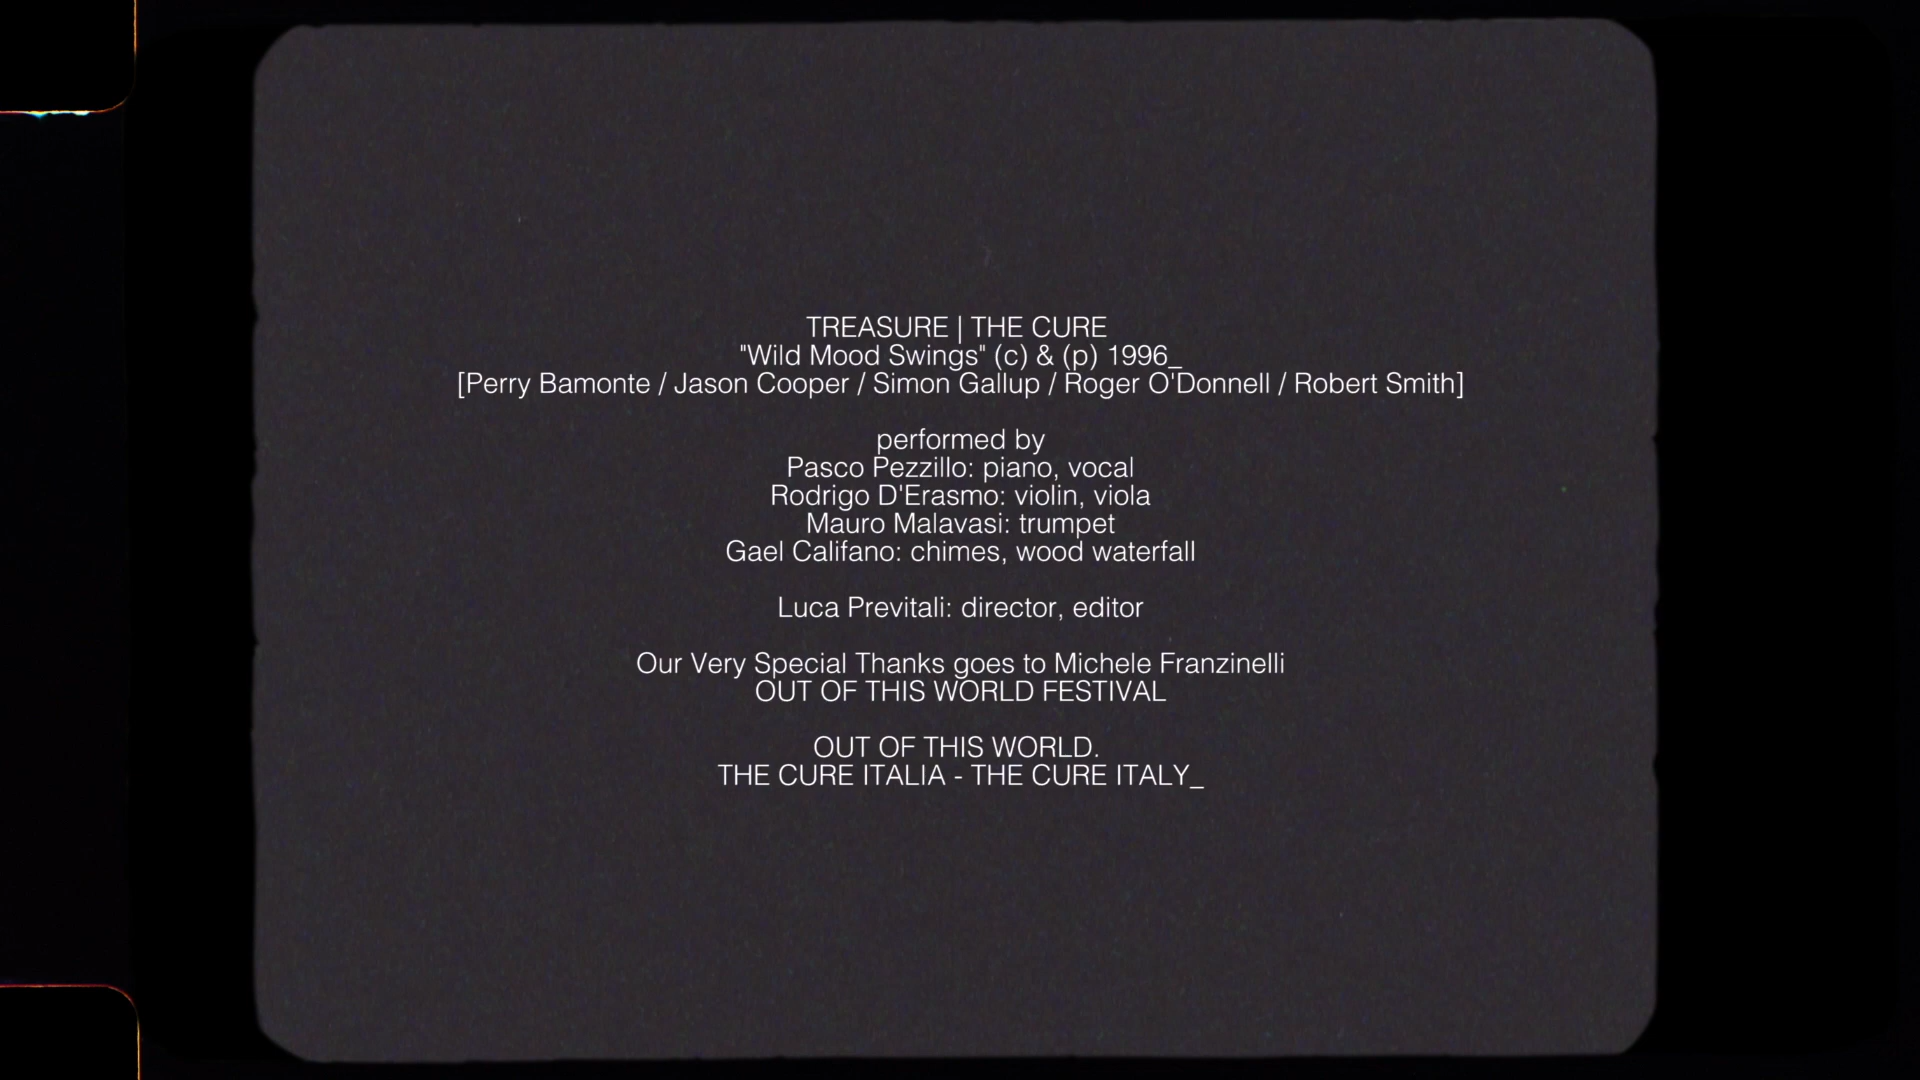 TREASURE | THE CURE
"Wild Mood Swings" (c) & (p) 1996_
[Perry Bamonte / Jason Cooper / Simon Gallup / Roger O'Donnell / Robert Smith]
performed by
Pasco Pezzillo: piano, vocal
Rodrigo D'Erasmo: violin, viola
Mauro Malavasi: trumpet
Gael Califano: chimes, wood waterfall
Luca Previtali: director, editor
Our Very Special Thanks goes to Michele Franzinelli
OUT OF THIS WORLD FESTIVAL
OUT OF THIS WORLD.
THE CURE ITALIA - THE CURE ITALY_